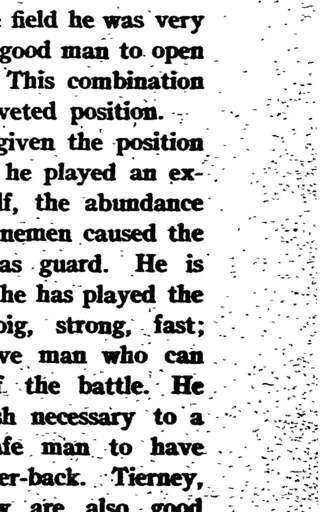 field he was very
good man to open
This combination
veted position.
given the position
he played an ex-
lf, the abundance
nemen caused the
as guard. He is
he has played the
big, strong, fast;
ve man who can
f the battle. He
sh necessary to a
afe man to have
er-back. Tierney,
are also good